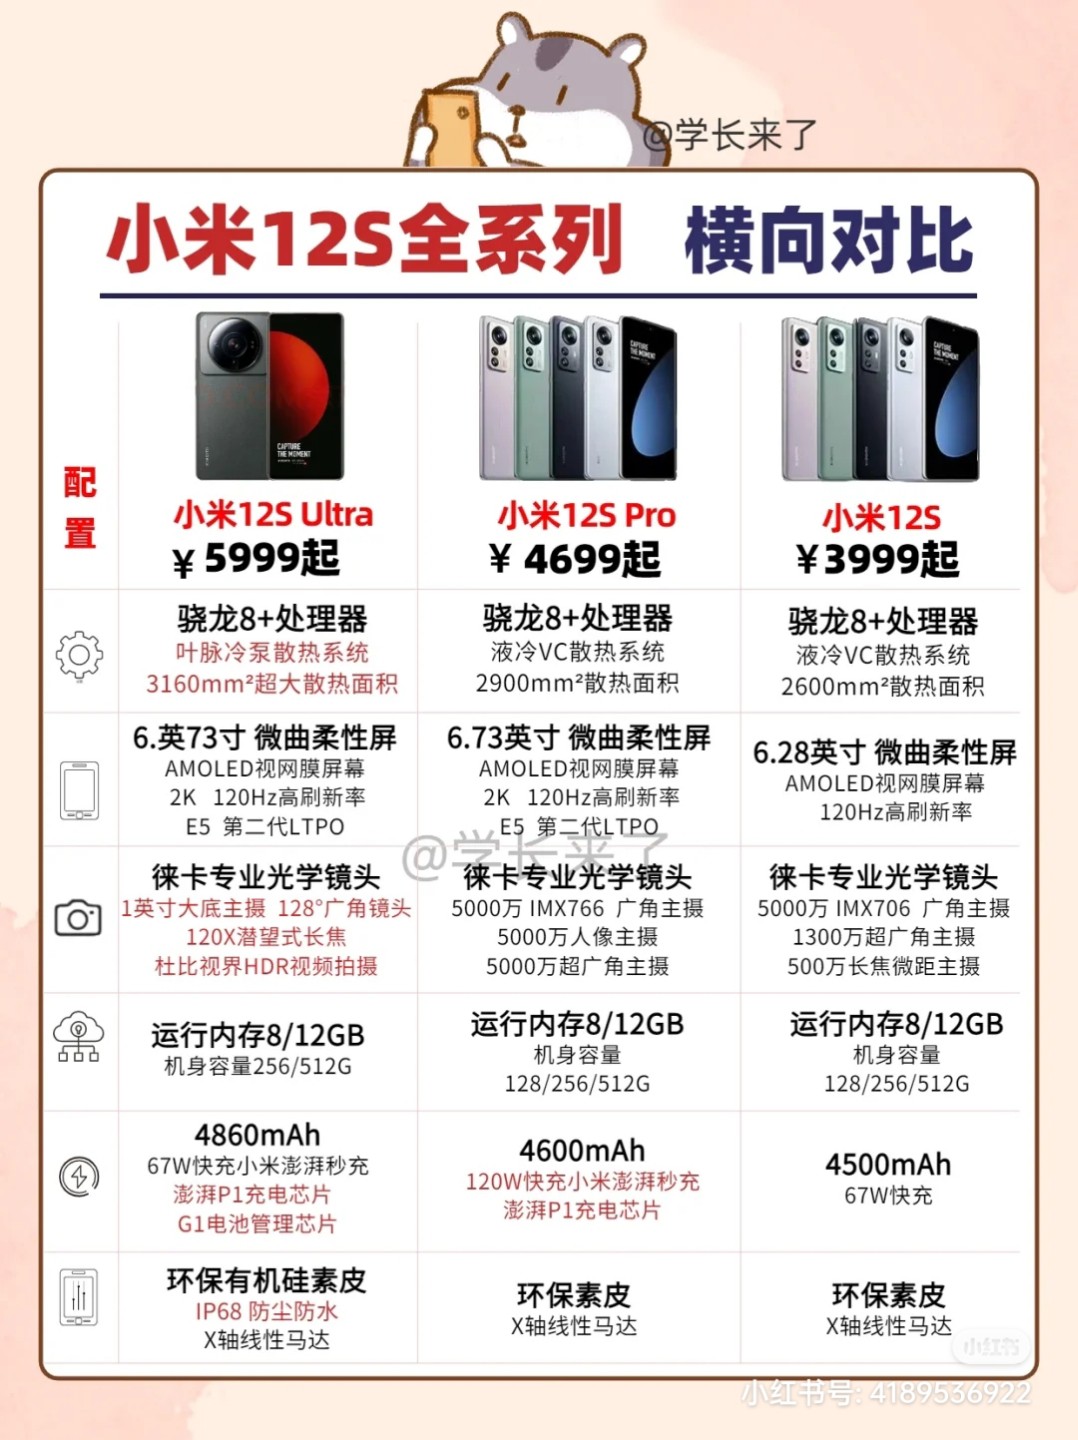 @学长来了
小米12S全系列 横向对比
CAPTURE
THE MOMENT
CAPTURE
THE MOMENT
CAPTURE
THE MOMENT
配置
小米12S Ultra
¥ 5999起
小米12S Pro
¥ 4699起
小米12S
¥3999起
骁龙8+处理器
叶脉冷泵散热系统
3160mm²超大散热面积
骁龙8+处理器
液冷VC散热系统
2900mm²散热面积
骁龙8+处理器
液冷VC散热系统
2600mm²散热面积
6.英73寸 微曲柔性屏
AMOLED视网膜屏幕
2K 120Hz高刷新率
E5 第二代LTPO
6.73英寸 微曲柔性屏
AMOLED视网膜屏幕
2K 120Hz高刷新率
E5 第二代LTPO
6.28英寸 微曲柔性屏
AMOLED视网膜屏幕
120Hz高刷新率
@学长来了
徕卡专业光学镜头
1英寸大底主摄 128°广角镜头
120X潜望式长焦
杜比视界HDR视频拍摄
徕卡专业光学镜头
5000万 IMX766 广角主摄
5000万人像主摄
5000万超广角主摄
徕卡专业光学镜头
5000万 IMX706 广角主摄
1300万超广角主摄
500万长焦微距主摄
运行内存8/12GB
机身容量256/512G
运行内存8/12GB
机身容量
128/256/512G
运行内存8/12GB
机身容量
128/256/512G
4860mAh
67W快充小米澎湃秒充
澎湃P1充电芯片
G1电池管理芯片
4600mAh
120W快充小米澎湃秒充
澎湃P1充电芯片
4500mAh
67W快充
环保有机硅素皮
IP68 防尘防水
X轴线性马达
环保素皮
X轴线性马达
环保素皮
X轴线性马达
小红书
小红书号: 4189536922